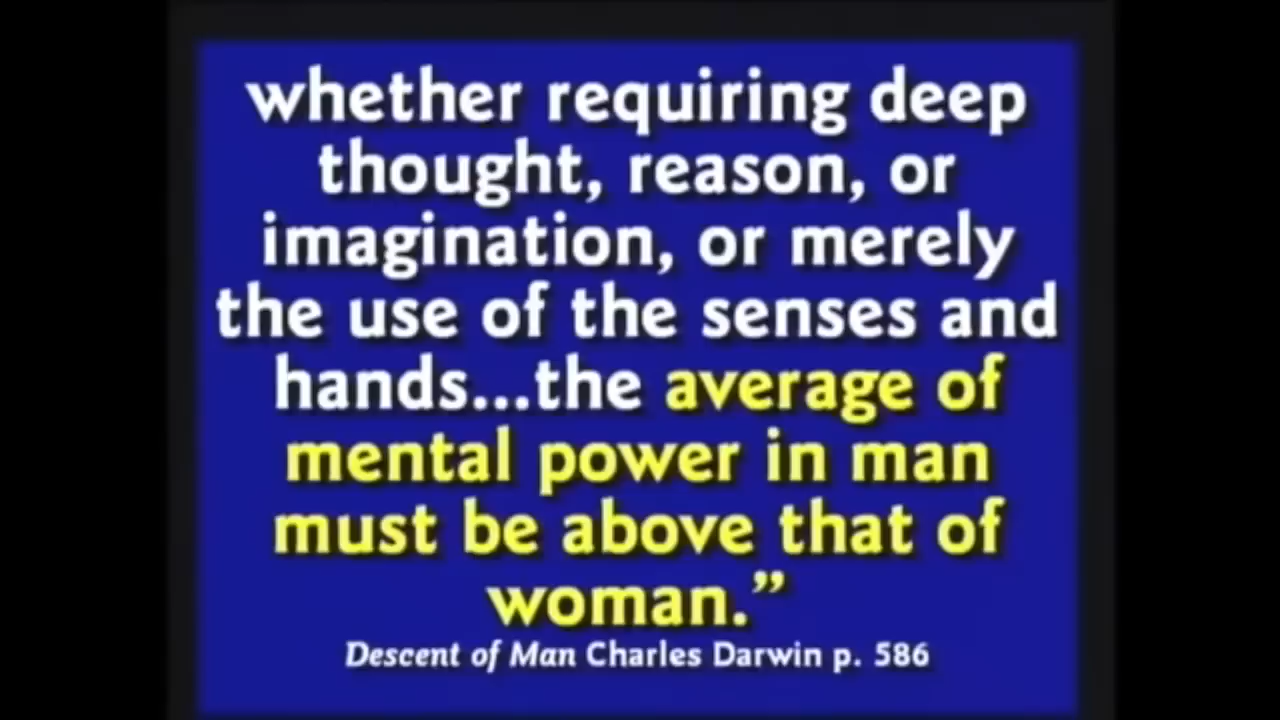 whether requiring deep
thought, reason, or
imagination, or merely
the use of the senses and
hands...the average of
mental power in man
must be above that of
woman.”
Descent of Man Charles Darwin p. 586